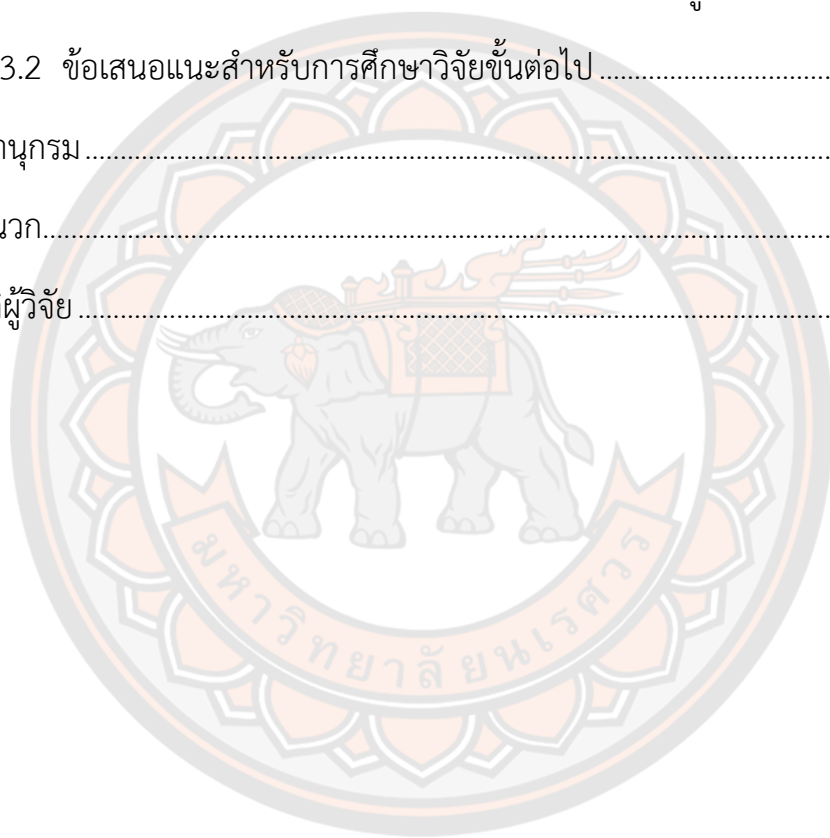 3.2 ข้อเสนอแนะสำหรับการศึกษาวิจัยขั้นต่อไป ................................
านุกรม ................................................................................
นวก................................................................................
ผู้วิจัย ................................................................................
มหาวิทยาลัยนเรศวร